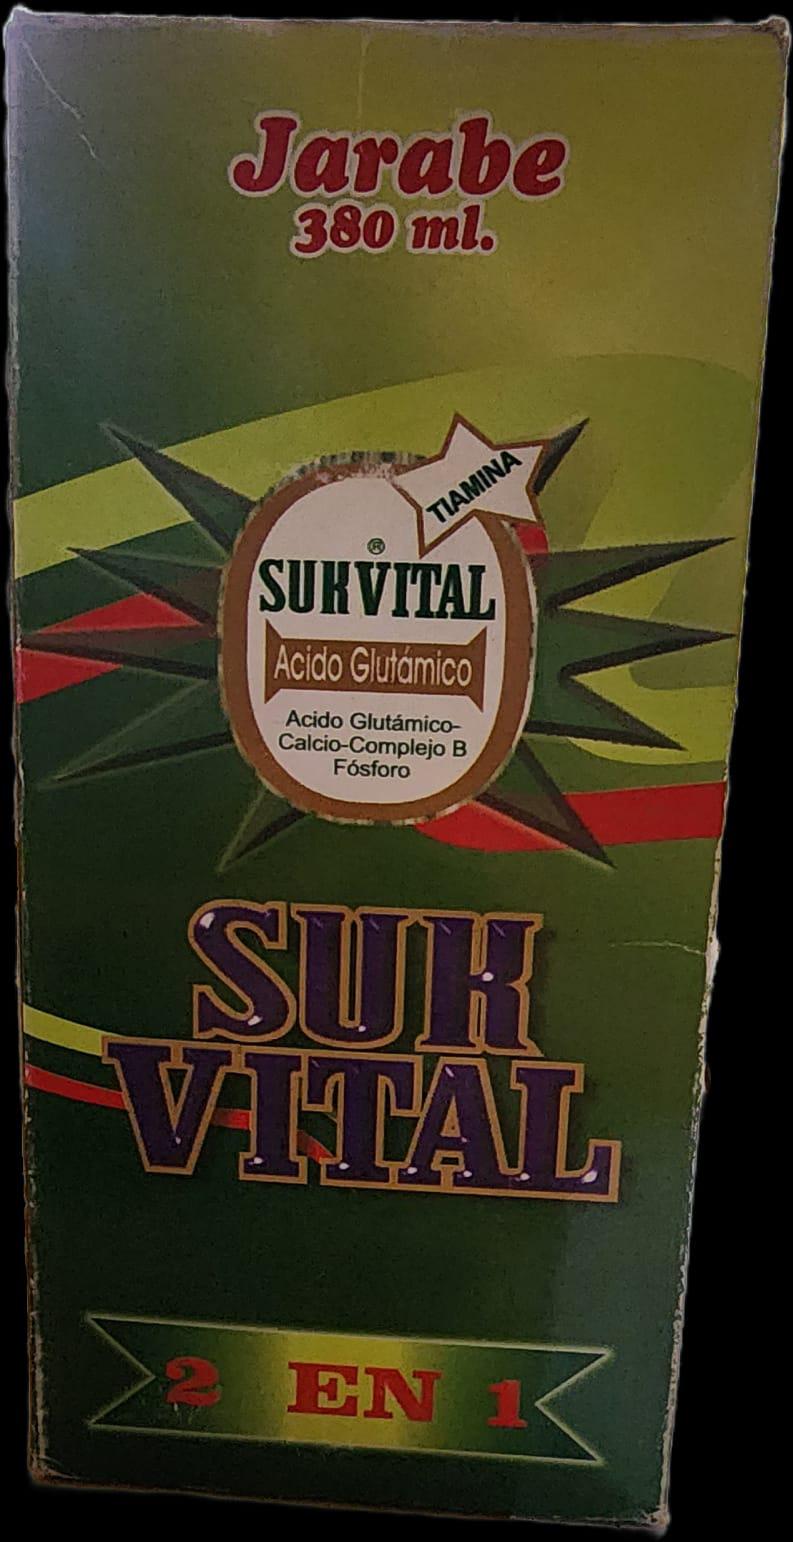 Jarabe
380 ml.
TIAMINA
®
SUKVITAL
Acido Glutámico
Acido Glutámico-
Calcio-Complejo B
Fósforo
SUK
VITAL
2 EN 1